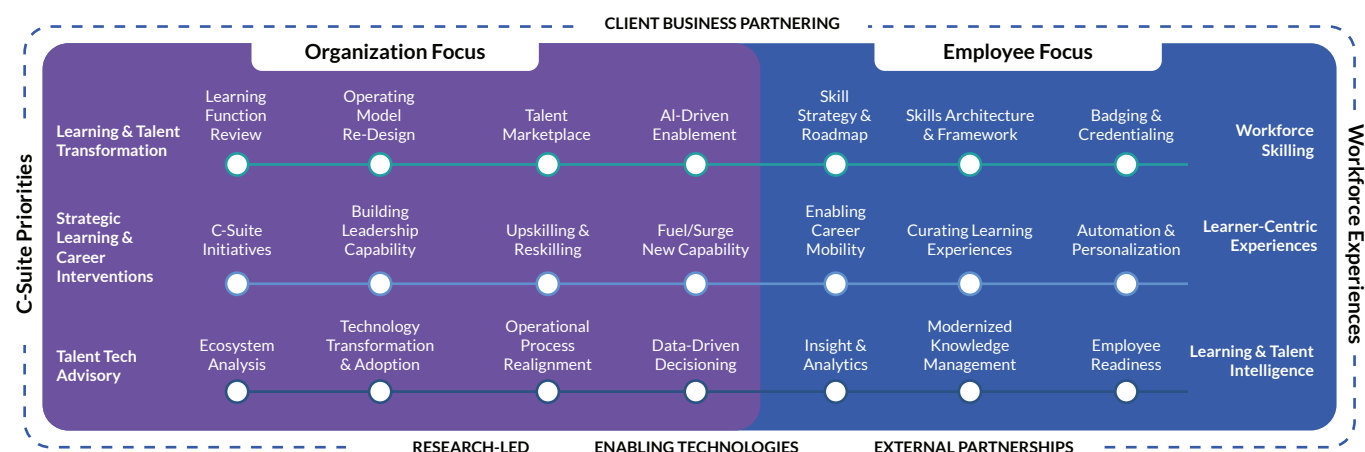 CLIENT BUSINESS PARTNERING
Organization Focus
Employee Focus
C-Suite Priorities
Workforce Experiences
Learning & Talent
Transformation
Learning
Function
Review
Operating
Model
Re-Design
Talent
Marketplace
AI-Driven
Enablement
Skill
Strategy &
Roadmap
Skills Architecture
& Framework
Badging &
Credentialing
Workforce
Skilling
Strategic
Learning &
Career
Interventions
C-Suite
Initiatives
Building
Leadership
Capability
Upskilling &
Reskilling
Fuel/Surge
New Capability
Enabling
Career
Mobility
Curating Learning
Experiences
Automation &
Personalization
Learner-Centric
Experiences
Talent Tech
Advisory
Ecosystem
Analysis
Technology
Transformation
& Adoption
Operational
Process
Realignment
Data-Driven
Decisioning
Insight &
Analytics
Modernized
Knowledge
Management
Employee
Readiness
Learning & Talent
Intelligence
RESEARCH-LED
ENABLING TECHNOLOGIES
EXTERNAL PARTNERSHIPS